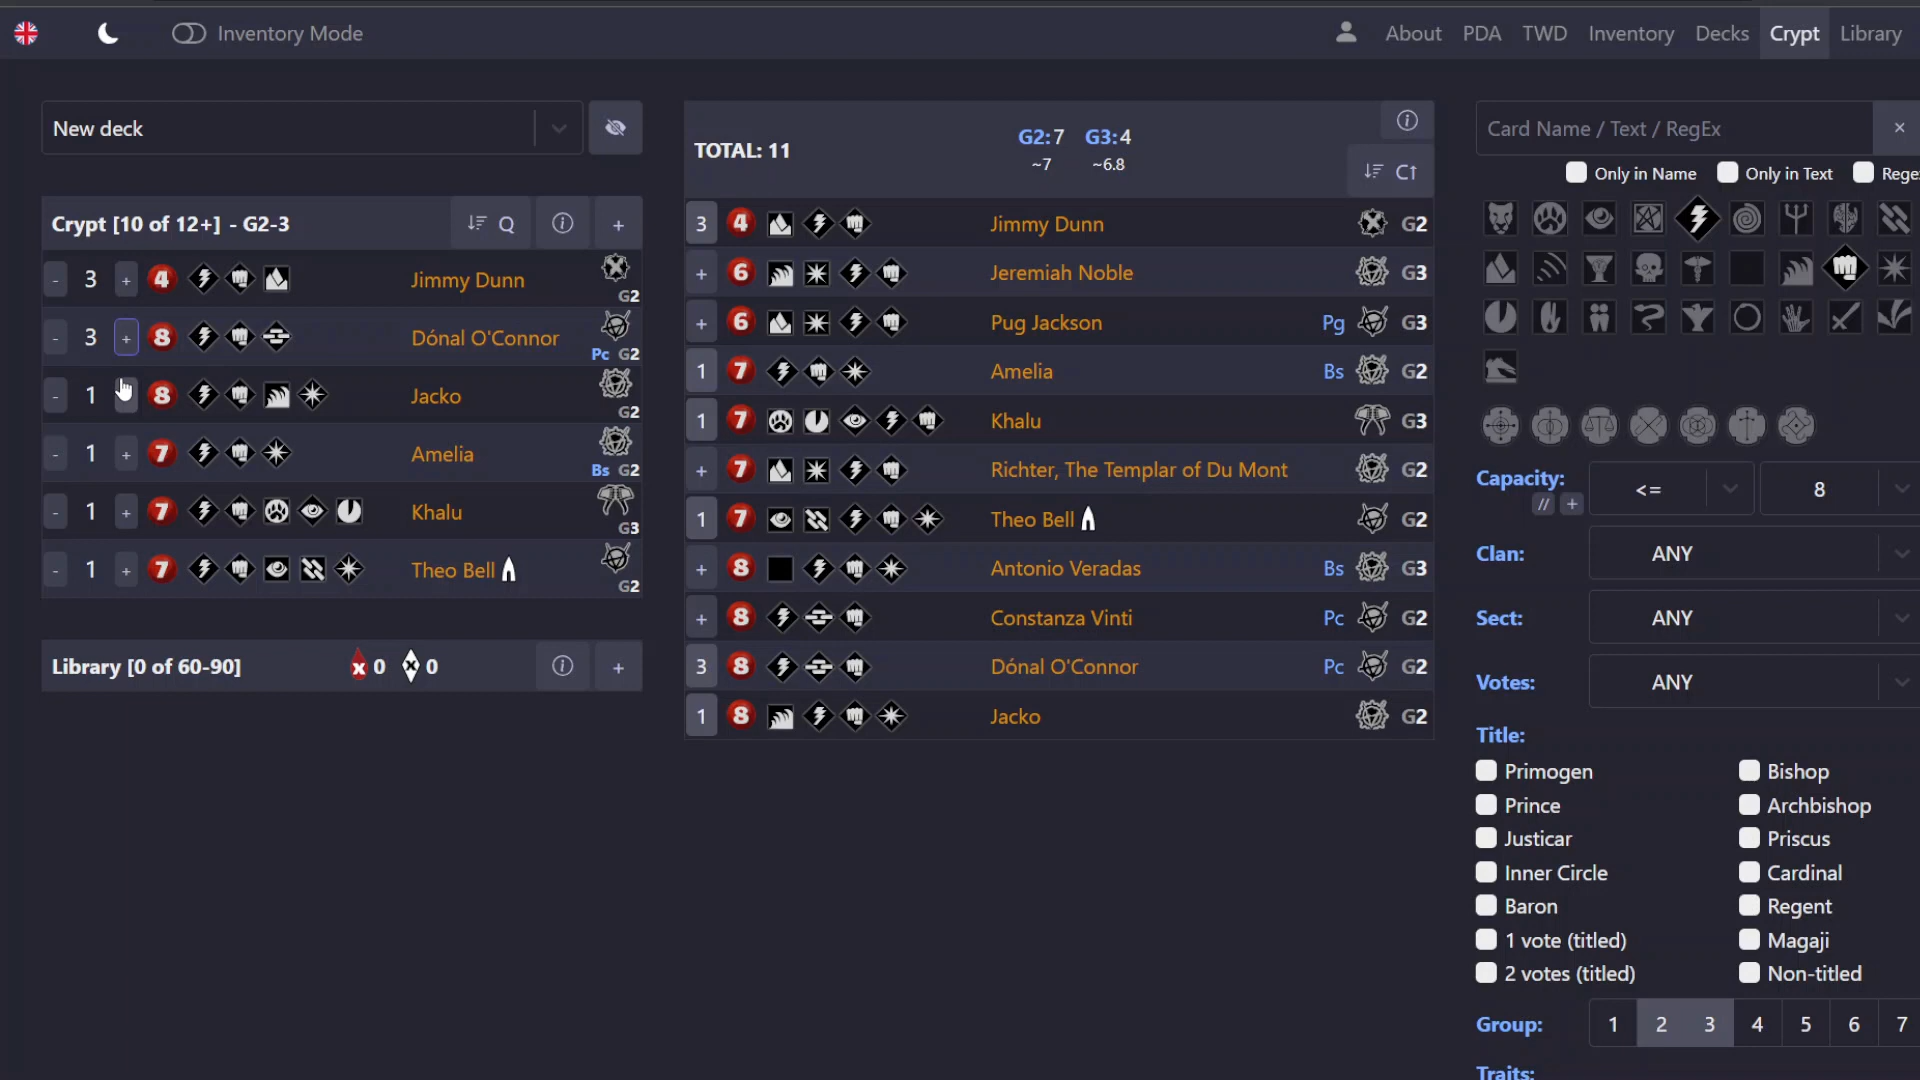 Inventory Mode
About PDA TWD Inventory Decks Crypt Library
New deck
Crypt [10 of 12+] - G2-3
Q
+
- 3 + 4 Jimmy Dunn G2
- 3 + 8 Dónal O'Connor Pc G2
- 1 8 Jacko G2
- 1 + 7 Amelia Bs G2
- 1 + 7 Khalu G3
- 1 + 7 Theo Bell G2
Library [0 of 60-90] 0 0 +
TOTAL: 11
G2: 7 G3: 4
~7 ~6.8
C↑
3 4 Jimmy Dunn G2
+ 6 Jeremiah Noble G3
+ 6 Pug Jackson Pg G3
1 7 Amelia Bs G2
1 7 Khalu G3
+ 7 Richter, The Templar of Du Mont G2
1 7 Theo Bell G2
+ 8 Antonio Veradas Bs G3
+ 8 Constanza Vinti Pc G2
3 8 Dónal O'Connor Pc G2
1 8 Jacko G2
Card Name / Text / RegEx ×
Only in Name Only in Text Rege
Capacity: <= 8
// +
Clan: ANY
Sect: ANY
Votes: ANY
Title:
Primogen Bishop
Prince Archbishop
Justicar Priscus
Inner Circle Cardinal
Baron Regent
1 vote (titled) Magaji
2 votes (titled) Non-titled
Group: 1 2 3 4 5 6 7
Traits: